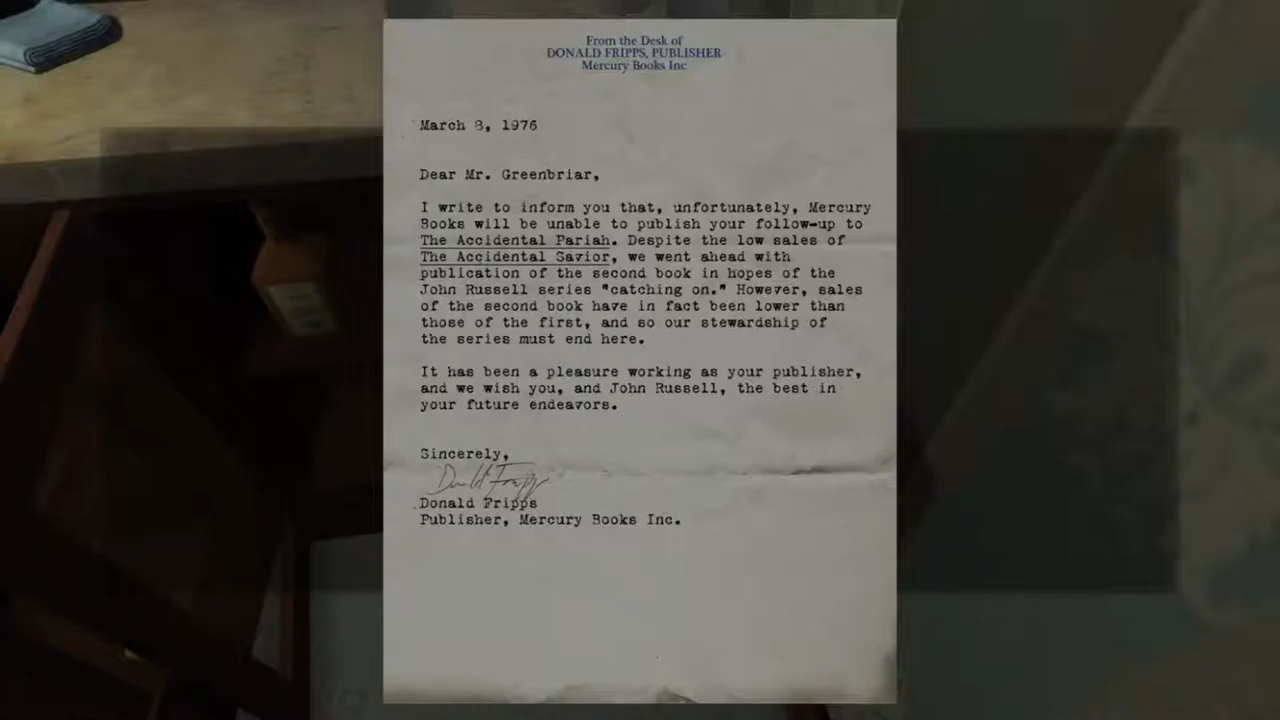 From the Desk of
DONALD FRIPPS, PUBLISHER
Mercury Books Inc
March 8, 1976
Dear Mr. Greenbriar,
I write to inform you that, unfortunately, Mercury
Books will be unable to publish your follow-up to
The Accidental Pariah. Despite the low sales of
The Accidental Savior, we went ahead with
publication of the second book in hopes of the
John Russell series "catching on." However, sales
of the second book have in fact been lower than
those of the first, and so our stewardship of
the series must end here.
It has been a pleasure working as your publisher,
and we wish you, and John Russell, the best in
your future endeavors.
Sincerely,
Donald Fripps
Donald Fripps
Publisher, Mercury Books Inc.